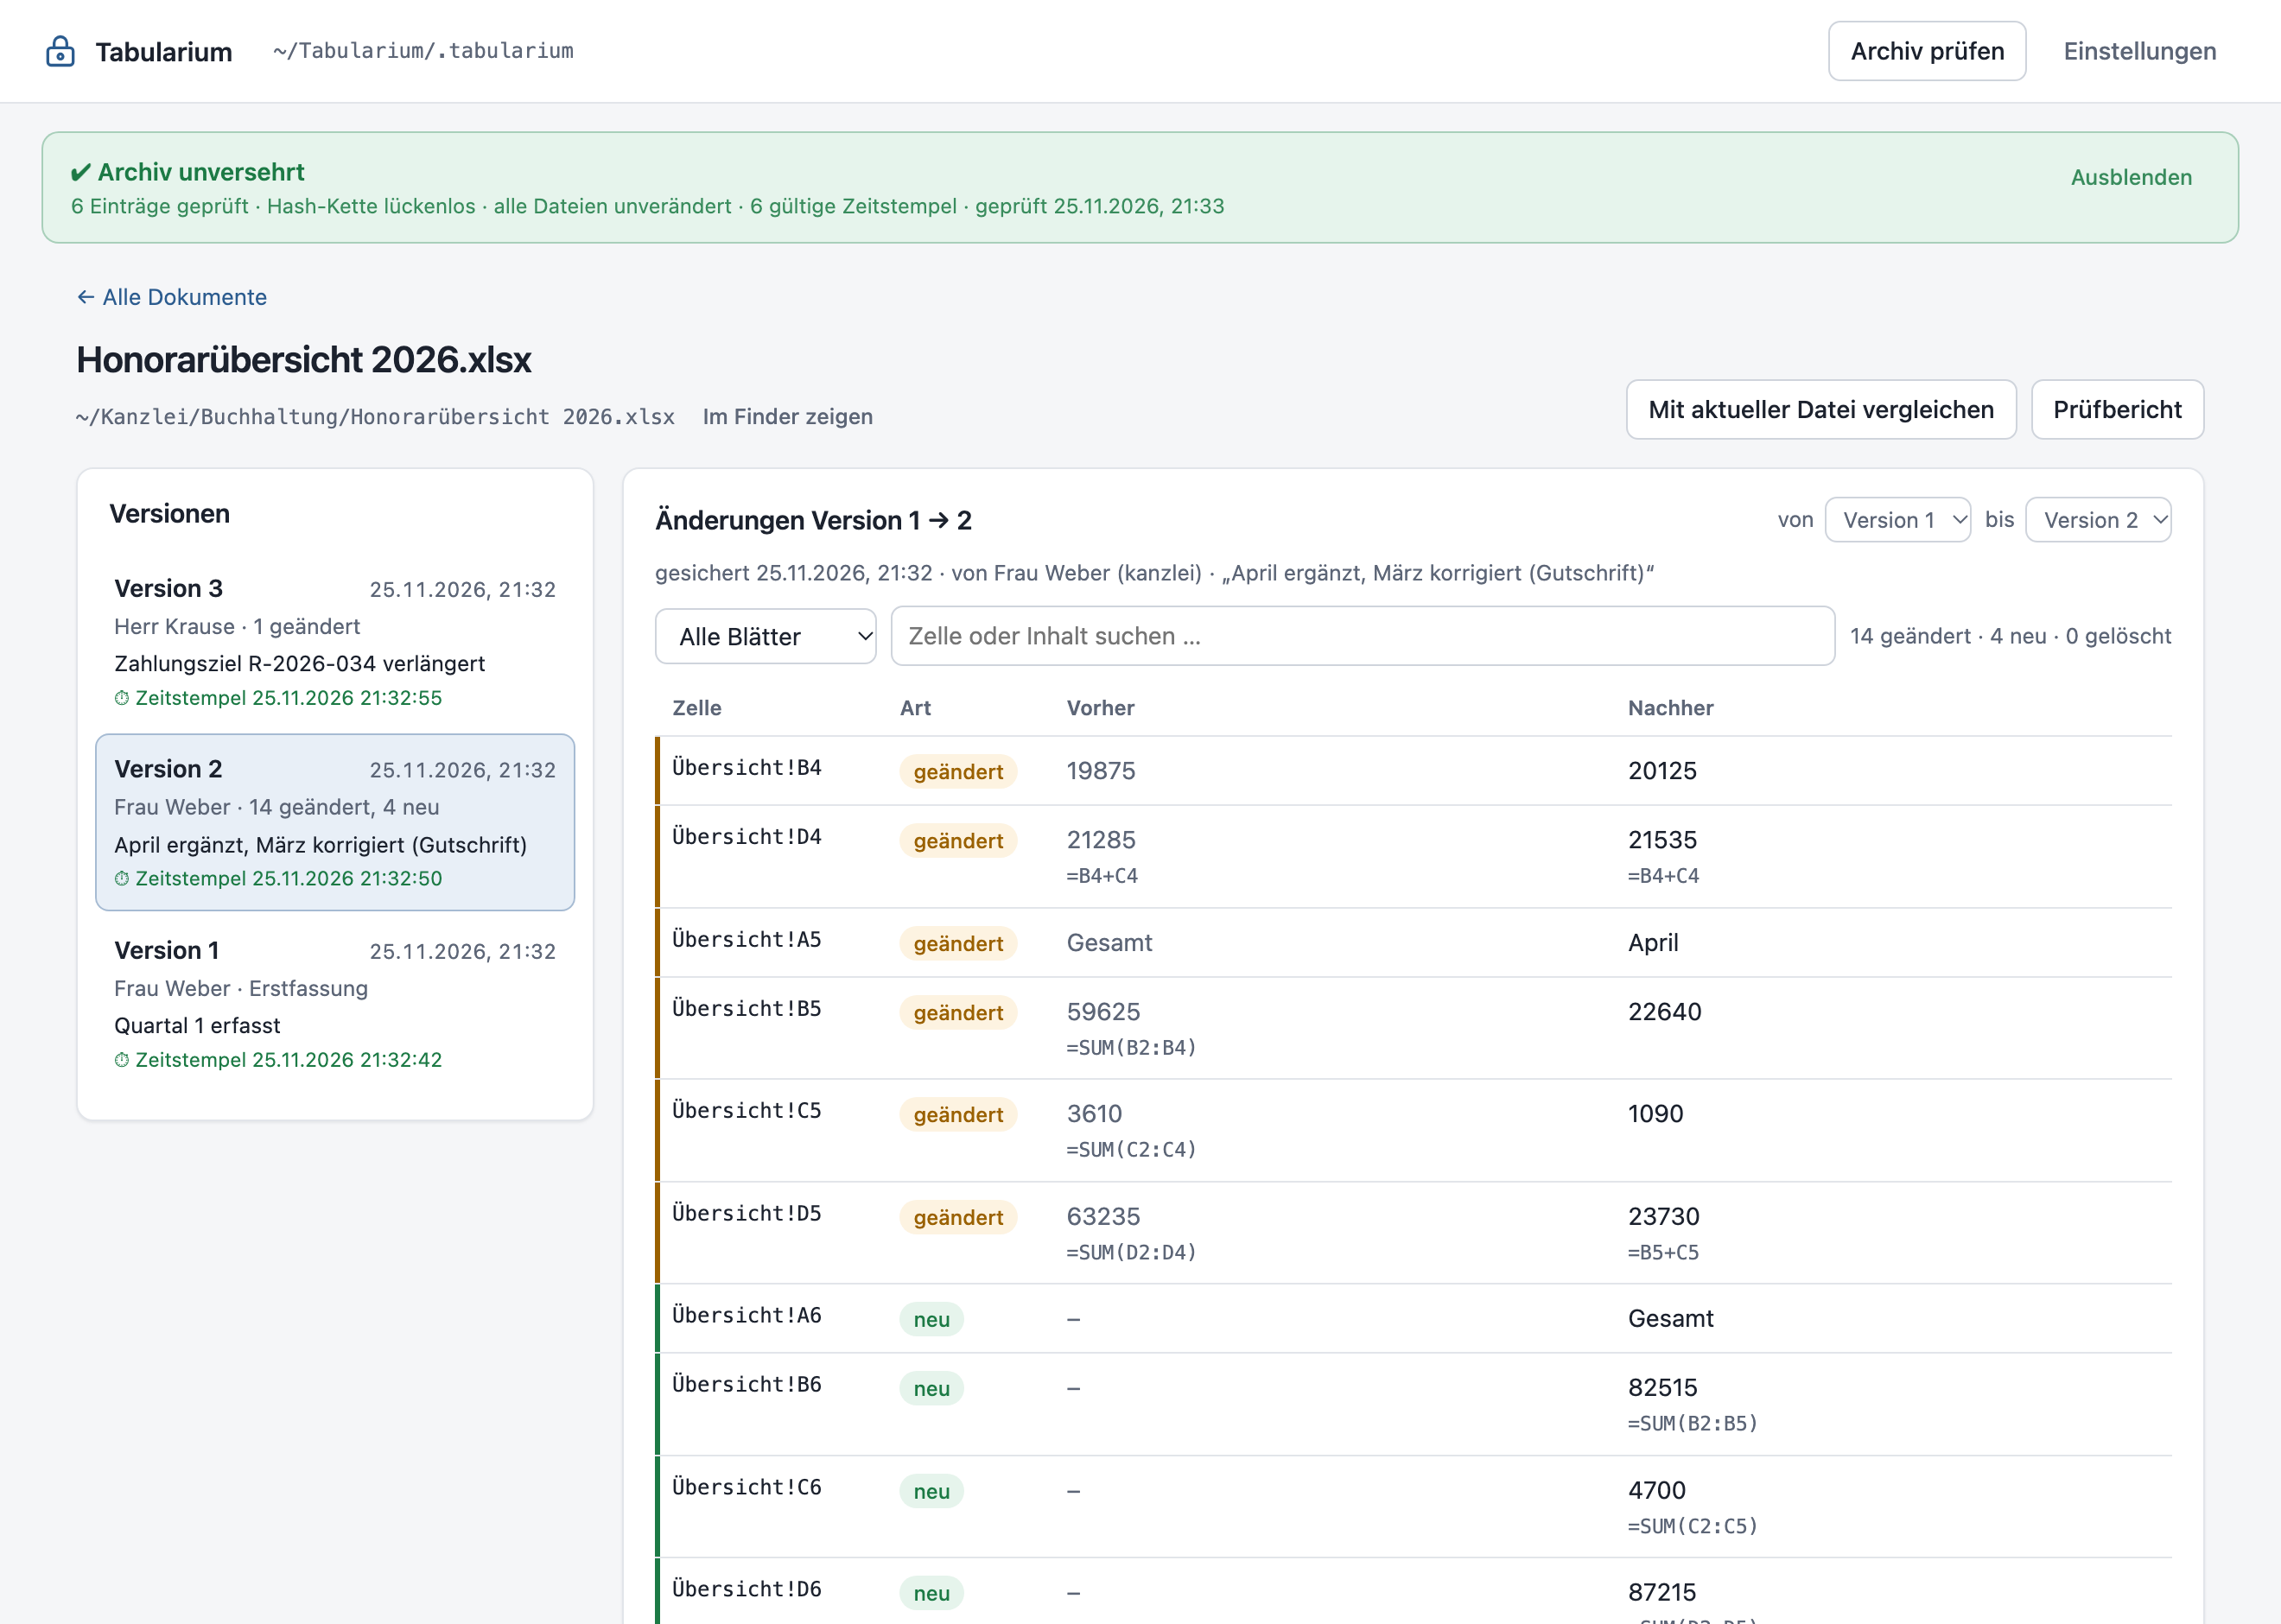 Tabularium ~/Tabularium/.tabularium Archiv prüfen Einstellungen
✔ Archiv unversehrt
6 Einträge geprüft · Hash-Kette lückenlos · alle Dateien unverändert · 6 gültige Zeitstempel · geprüft 25.11.2026, 21:33
Ausblenden
← Alle Dokumente
Honorarübersicht 2026.xlsx
~/Kanzlei/Buchhaltung/Honorarübersicht 2026.xlsx Im Finder zeigen
Mit aktueller Datei vergleichen Prüfbericht
Versionen
Version 3 25.11.2026, 21:32
Herr Krause · 1 geändert
Zahlungsziel R-2026-034 verlängert
⏱ Zeitstempel 25.11.2026 21:32:55
Version 2 25.11.2026, 21:32
Frau Weber · 14 geändert, 4 neu
April ergänzt, März korrigiert (Gutschrift)
⏱ Zeitstempel 25.11.2026 21:32:50
Version 1 25.11.2026, 21:32
Frau Weber · Erstfassung
Quartal 1 erfasst
⏱ Zeitstempel 25.11.2026 21:32:42
Änderungen Version 1 → 2 von Version 1 bis Version 2
gesichert 25.11.2026, 21:32 · von Frau Weber (kanzlei) · „April ergänzt, März korrigiert (Gutschrift)“
Alle Blätter Zelle oder Inhalt suchen ... 14 geändert · 4 neu · 0 gelöscht
Zelle Art Vorher Nachher
Übersicht!B4 geändert 19875 20125
Übersicht!D4 geändert 21285 21535
=B4+C4 =B4+C4
Übersicht!A5 geändert Gesamt April
Übersicht!B5 geändert 59625 22640
=SUM(B2:B4)
Übersicht!C5 geändert 3610 1090
=SUM(C2:C4)
Übersicht!D5 geändert 63235 23730
=SUM(D2:D4) =B5+C5
Übersicht!A6 neu – Gesamt
Übersicht!B6 neu – 82515
=SUM(B2:B5)
Übersicht!C6 neu – 4700
=SUM(C2:C5)
Übersicht!D6 neu – 87215